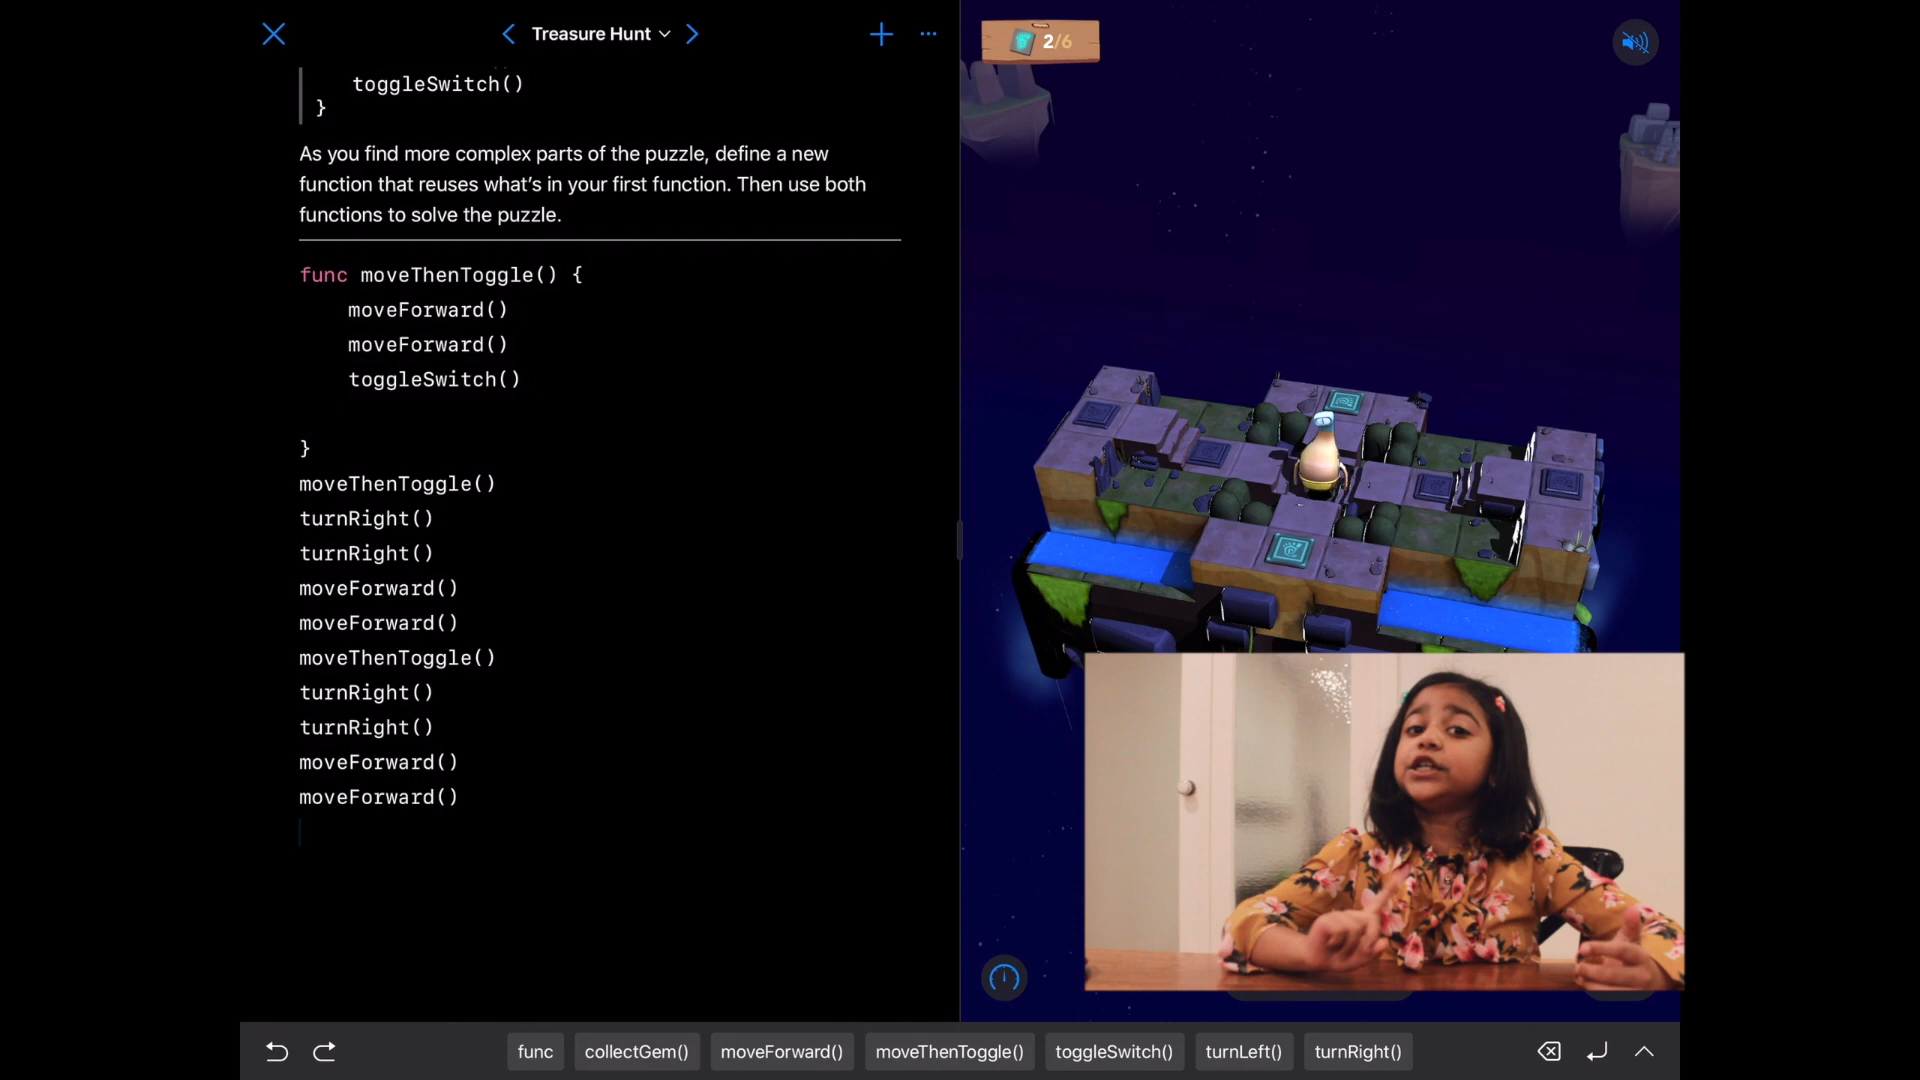 Treasure Hunt
2/6
toggleSwitch()
}
As you find more complex parts of the puzzle, define a new
function that reuses what's in your first function. Then use both
functions to solve the puzzle.
func moveThenToggle() {
moveForward()
moveForward()
toggleSwitch()
}
moveThenToggle()
turnRight()
turnRight()
moveForward()
moveForward()
moveThenToggle()
turnRight()
turnRight()
moveForward()
moveForward()
func collectGem() moveForward() moveThenToggle() toggleSwitch() turnLeft() turnRight()